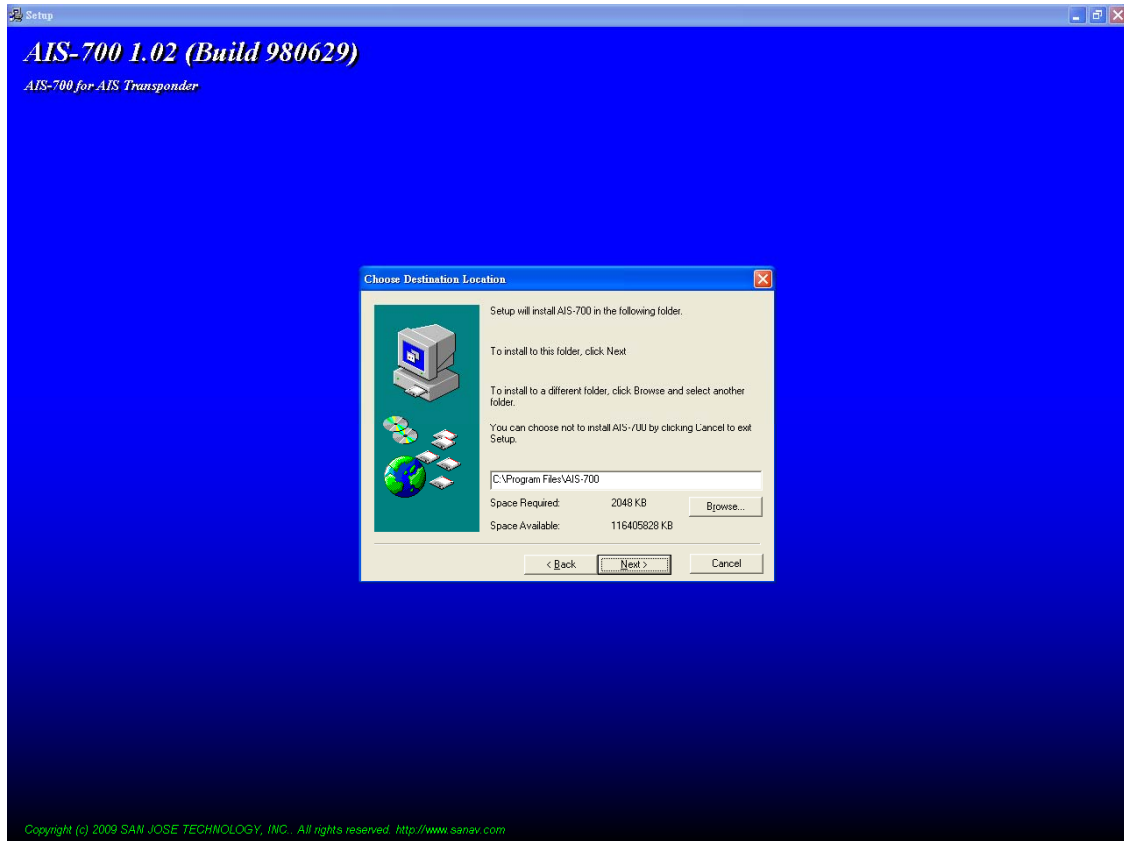 Setup
AIS-700 1.02 (Build 980629)
AIS-700 for AIS Transponder
Choose Destination Location
Setup will install AIS-700 in the following folder.
To install to this folder, click Next
To install to a different folder, click Browse and select another
folder.
You can choose not to install AIS-700 by clicking Cancel to exit
Setup.
C:\Program Files\AIS-700
Space Required: 2048 KB
Browse...
Space Available: 116405828 KB
< Back Next > Cancel
Copyright (c) 2009 SAN JOSE TECHNOLOGY, INC.. All rights reserved. http://www.sanav.com